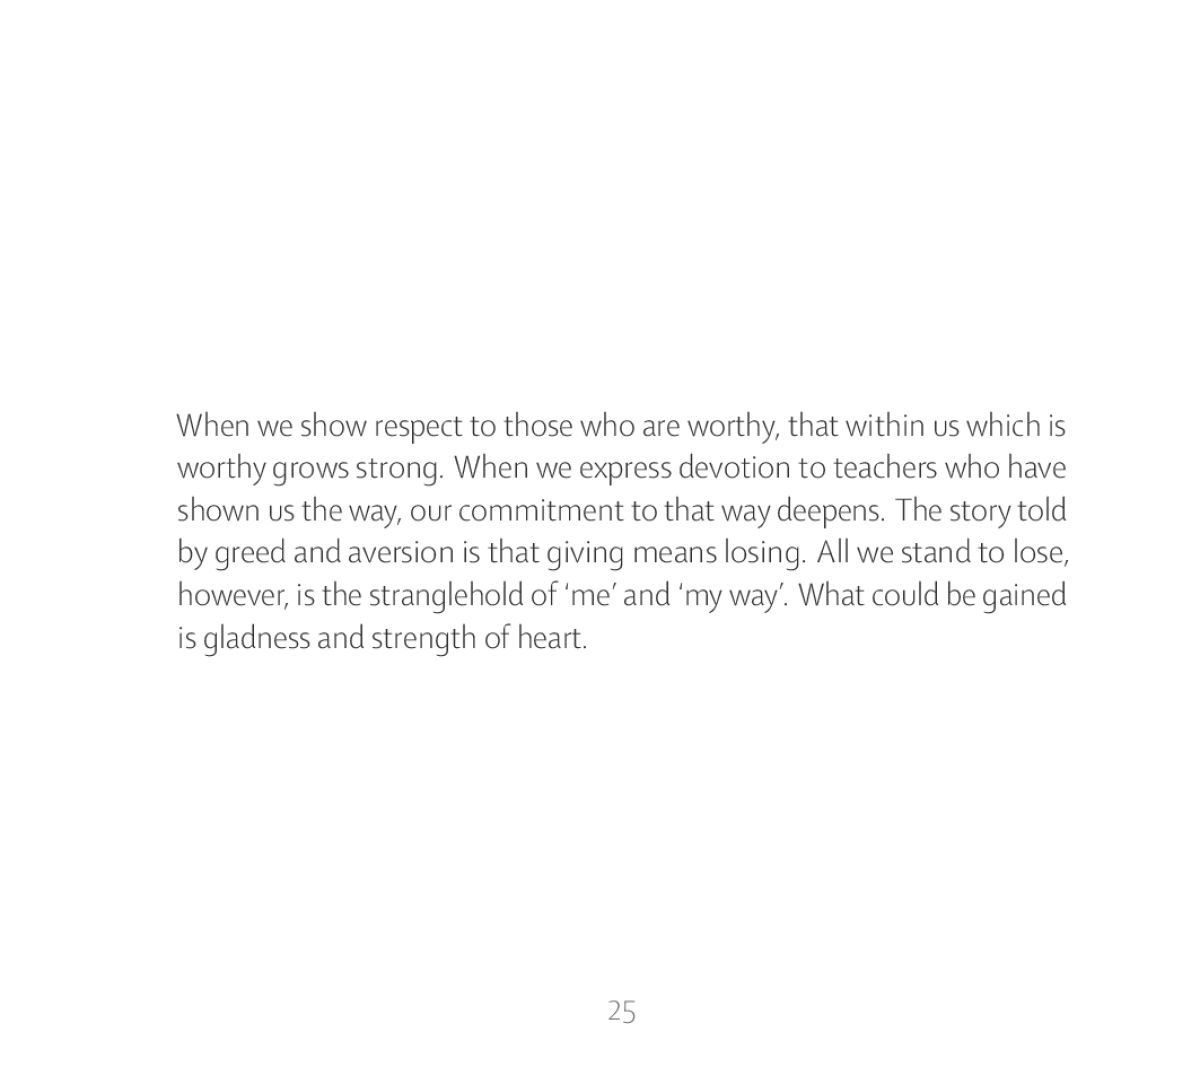 When we show respect to those who are worthy, that within us which is
worthy grows strong. When we express devotion to teachers who have
shown us the way, our commitment to that way deepens. The story told
by greed and aversion is that giving means losing. All we stand to lose,
however, is the stranglehold of ‘me’ and ‘my way’. What could be gained
is gladness and strength of heart.
25